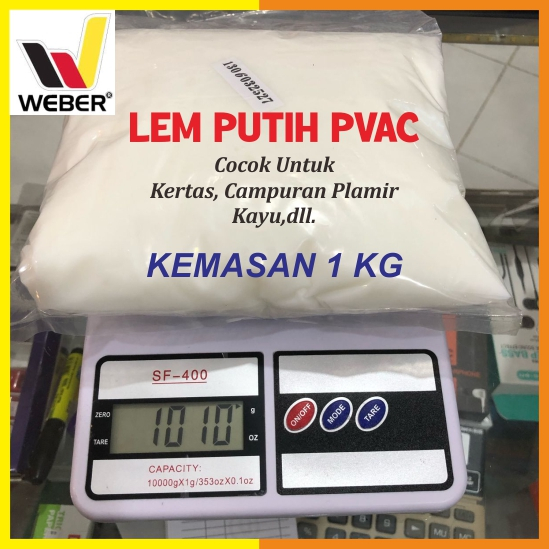 WEBER®
1306032527
LEM PUTIH PVAC
Cocok Untuk
Kertas, Campuran Plamir
Kayu,dll.
KEMASAN 1 KG
SF-400
ZERO
TARE
1010
g
OZ
ON/OFF
MODE
TARE
CAPACITY:
10000gX1g/353ozX0.1oz